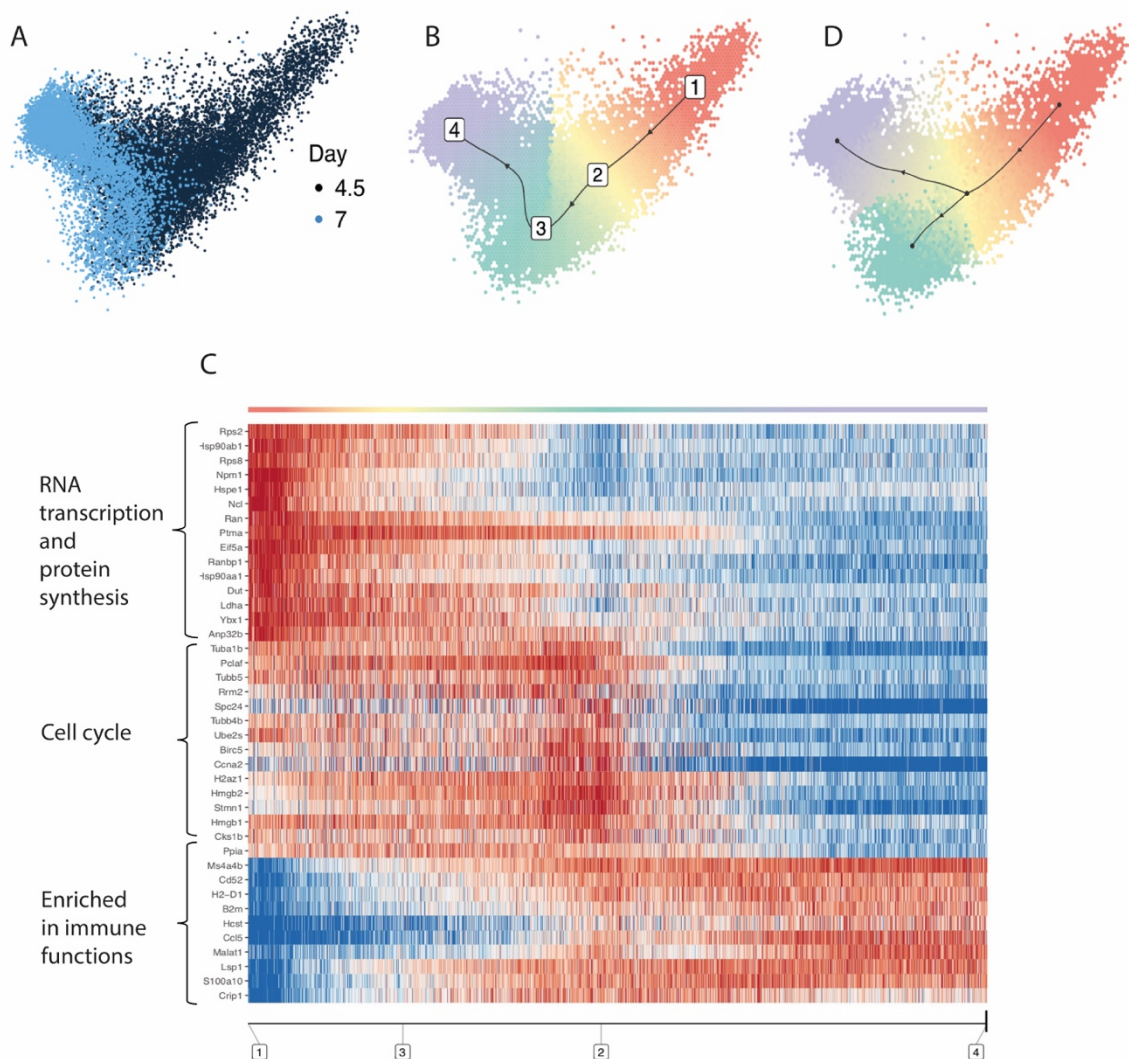 A
B
D
Day
4.5
7
1
2
3
4
C
RNA
transcription
and
protein
synthesis
Cell cycle
Enriched
in immune
functions
Rps2
Hsp90ab1
Rps8
Npm1
Hspe1
Ncl
Ran
Ptma
Eif5a
Ranbp1
Hsp90aa1
Dut
Ldha
Ybx1
Anp32b
Tuba1b
Pclaf
Tubb5
Rrm2
Spc24
Tubb4b
Ube2s
Birc5
Ccna2
H2az1
Hmgb2
Stmn1
Hmgb1
Cks1b
Ppia
Ms4a4b
Cd52
H2-D1
B2m
Hcst
Ccl5
Malat1
Lsp1
S100a10
Crip1
1 3 2 4